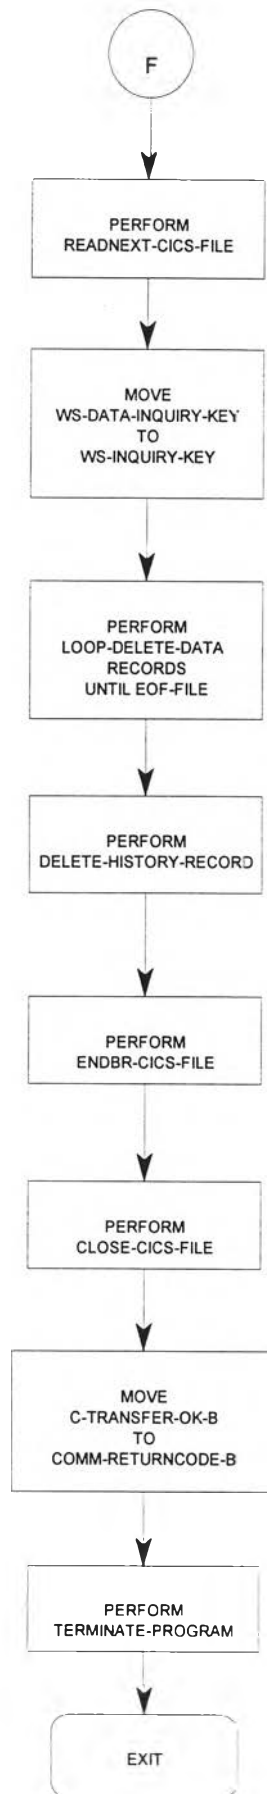 F
PERFORM
READNEXT-CICS-FILE
MOVE
WS-DATA-INQUIRY-KEY
TO
WS-INQUIRY-KEY
PERFORM
LOOP-DELETE-DATA
RECORDS
UNTIL EOF-FILE
PERFORM
DELETE-HISTORY-RECORD
PERFORM
ENDBR-CICS-FILE
PERFORM
CLOSE-CICS-FILE
MOVE
C-TRANSFER-OK-B
TO
COMM-RETURNCODE-B
PERFORM
TERMINATE-PROGRAM
EXIT